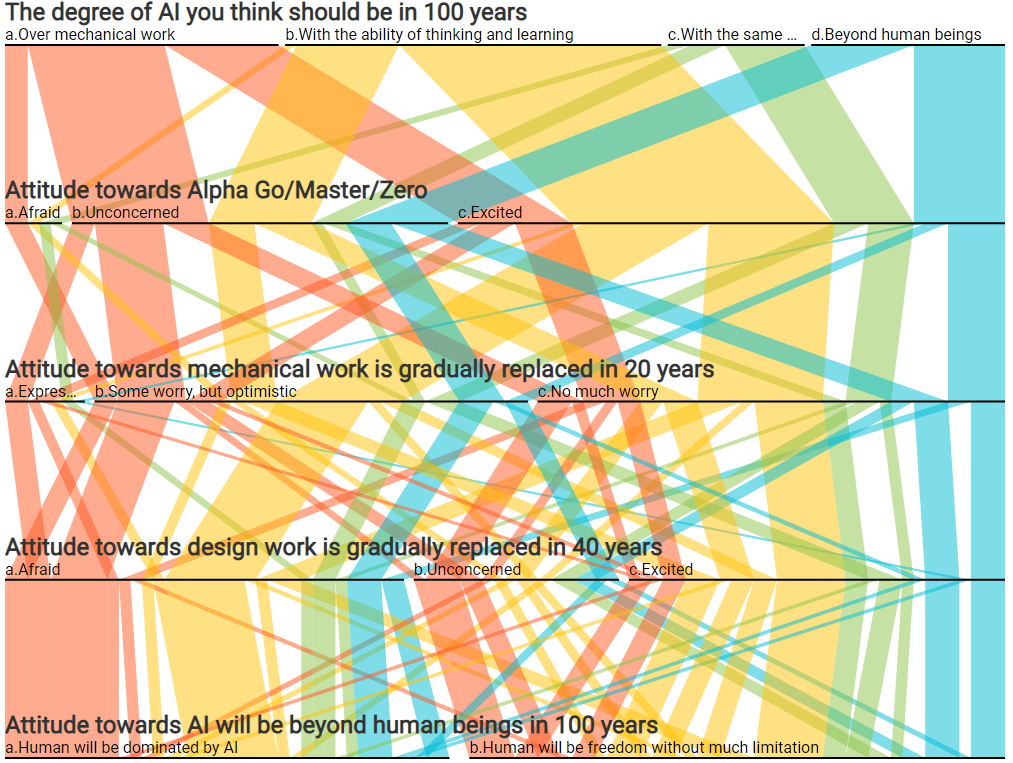 The degree of AI you think should be in 100 years
a.Over mechanical work b.With the ability of thinking and learning c.With the same ... d.Beyond human beings
Attitude towards Alpha Go/Master/Zero
a.Afraid b.Unconcerned c.Excited
Attitude towards mechanical work is gradually replaced in 20 years
a.Expres... b.Some worry, but optimistic c.No much worry
Attitude towards design work is gradually replaced in 40 years
a.Afraid b.Unconcerned c.Excited
Attitude towards AI will be beyond human beings in 100 years
a.Human will be dominated by AI b.Human will be freedom without much limitation